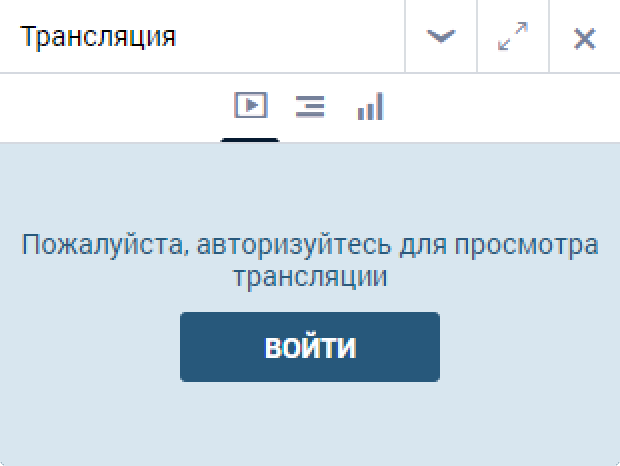 Трансляция
Пожалуйста, авторизуйтесь для просмотра
трансляции
ВОЙТИ